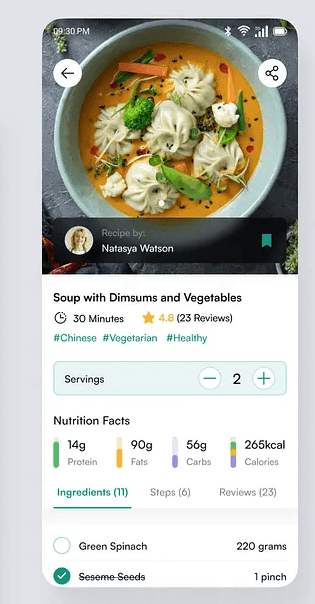 09:30 PM
Recipe by:
Natasya Watson
Soup with Dimsums and Vegetables
30 Minutes
4.8 (23 Reviews)
#Chinese #Vegetarian #Healthy
Servings
2
Nutrition Facts
14g 90g 56g 265kcal
Protein Fats Carbs Calories
Ingredients (11) Steps (6) Reviews (23)
Green Spinach 220 grams
Seseme Seeds 1 pinch